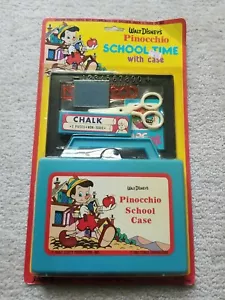 WALT DISNEY'S
Pinocchio
SCHOOL TIME
with case
CHALK
WALT DISNEY'S
Pinocchio
School
Case